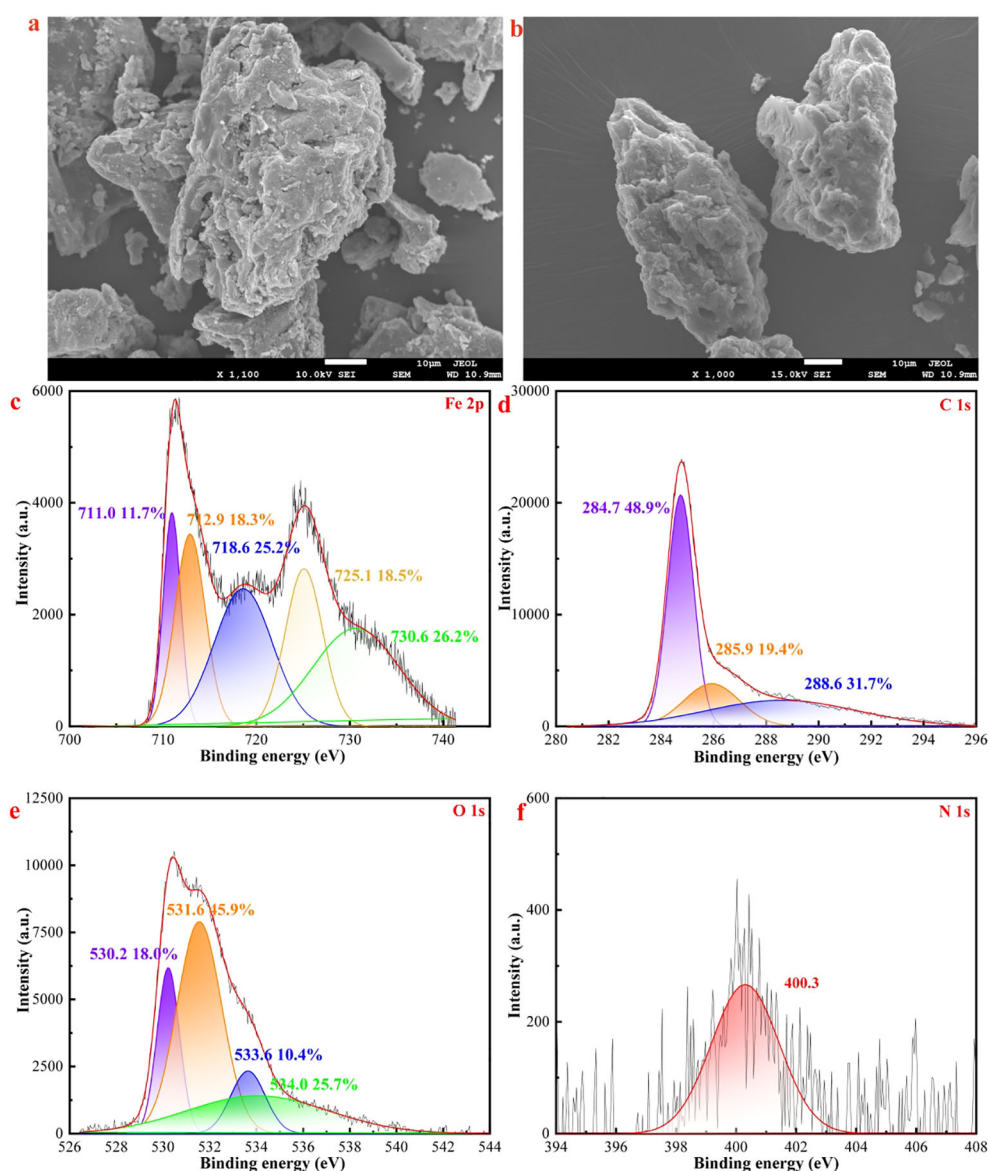 a
b
10μm JEOL
X 1,100 10.0kV SEI SEM WD 10.9mm
10μm JEOL
X 1,000 15.0kV SEI SEM WD 10.9mm
c
Fe 2p
6000
4000
2000
0
Intensity (a.u.)
711.0 11.7%
712.9 18.3%
718.6 25.2%
725.1 18.5%
730.6 26.2%
700 710 720 730 740
Binding energy (eV)
d
C 1s
30000
20000
10000
0
Intensity (a.u.)
284.7 48.9%
285.9 19.4%
288.6 31.7%
280 282 284 286 288 290 292 294 296
Binding energy (eV)
e
O 1s
12500
10000
7500
5000
2500
0
Intensity (a.u.)
530.2 18.0%
531.6 45.9%
533.6 10.4%
534.0 25.7%
526 528 530 532 534 536 538 540 542 544
Binding energy (eV)
f
N 1s
600
400
200
0
Intensity (a.u.)
400.3
394 396 398 400 402 404 406 408
Binding energy (eV)